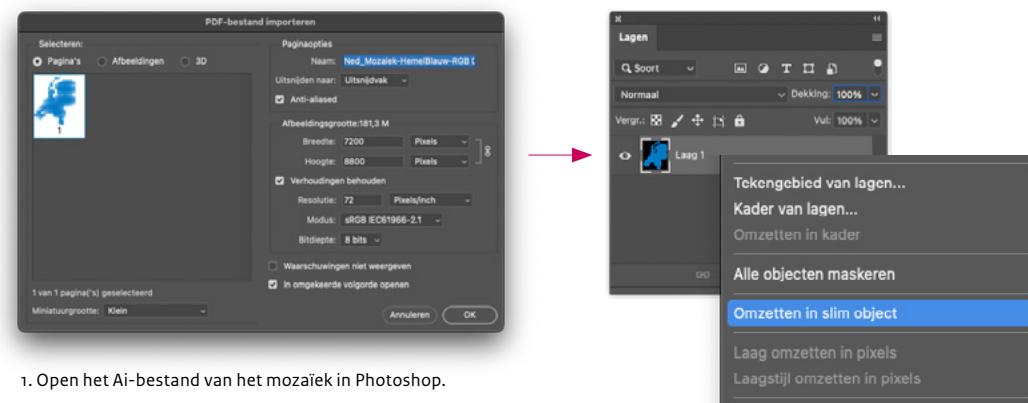 PDF-bestand importeren
Selecteren:
Pagina's Afbeeldingen 3D
1
1 van 1 pagina('s) geselecteerd
Miniatuurgrootte: Klein
Paginaopties
Naam: Ned_Mozaiek-HemelBlauw-RGB (
Uitsnijden naar: Uitsnijdvak
Anti-aliased
Afbeeldingsgrootte:181,3 M
Breedte: 7200 Pixels
Hoogte: 8800 Pixels
Verhoudingen behouden
Resolutie: 72 Pixels/inch
Modus: sRGB IEC61966-2.1
Bitdiepte: 8 bits
Waarschuwingen niet weergeven
In omgekeerde volgorde openen
Annuleren OK
1. Open het Ai-bestand van het mozaïek in Photoshop.
Lagen
Soort
Normaal Dekking: 100%
Vergr.: Vul: 100%
Laag 1
Tekengebied van lagen...
Kader van lagen...
Omzetten in kader
Alle objecten maskeren
Omzetten in slim object
Laag omzetten in pixels
Laagstijl omzetten in pixels